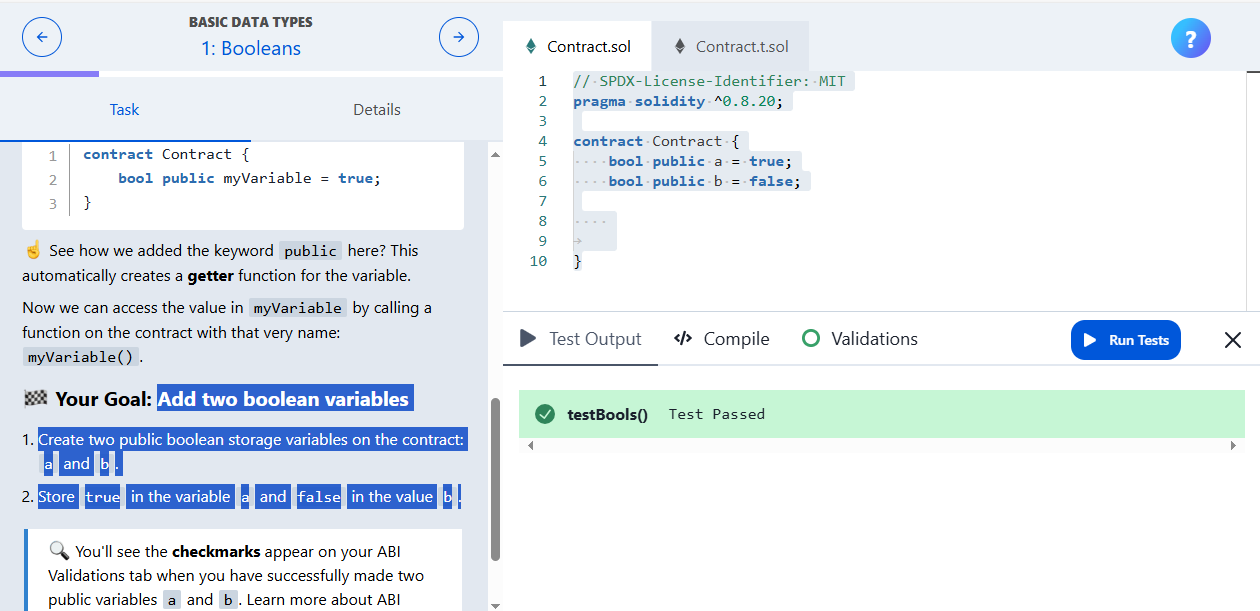 BASIC DATA TYPES
1: Booleans
Task
Details
1 contract Contract {
2     bool public myVariable = true;
3 }
☝ See how we added the keyword public here? This
automatically creates a getter function for the variable.
Now we can access the value in myVariable by calling a
function on the contract with that very name:
myVariable().
🏁 Your Goal: Add two boolean variables
1. Create two public boolean storage variables on the contract:
a and b.
2. Store true in the variable a and false in the value b.
🔍 You'll see the checkmarks appear on your ABI
Validations tab when you have successfully made two
public variables a and b. Learn more about ABI
Contract.sol
Contract.t.sol
?
1 // SPDX-License-Identifier: MIT
2 pragma solidity ^0.8.20;
3
4 contract Contract {
5     bool public a = true;
6     bool public b = false;
7
8
9
10 }
Test Output
Compile
Validations
Run Tests
testBools() Test Passed